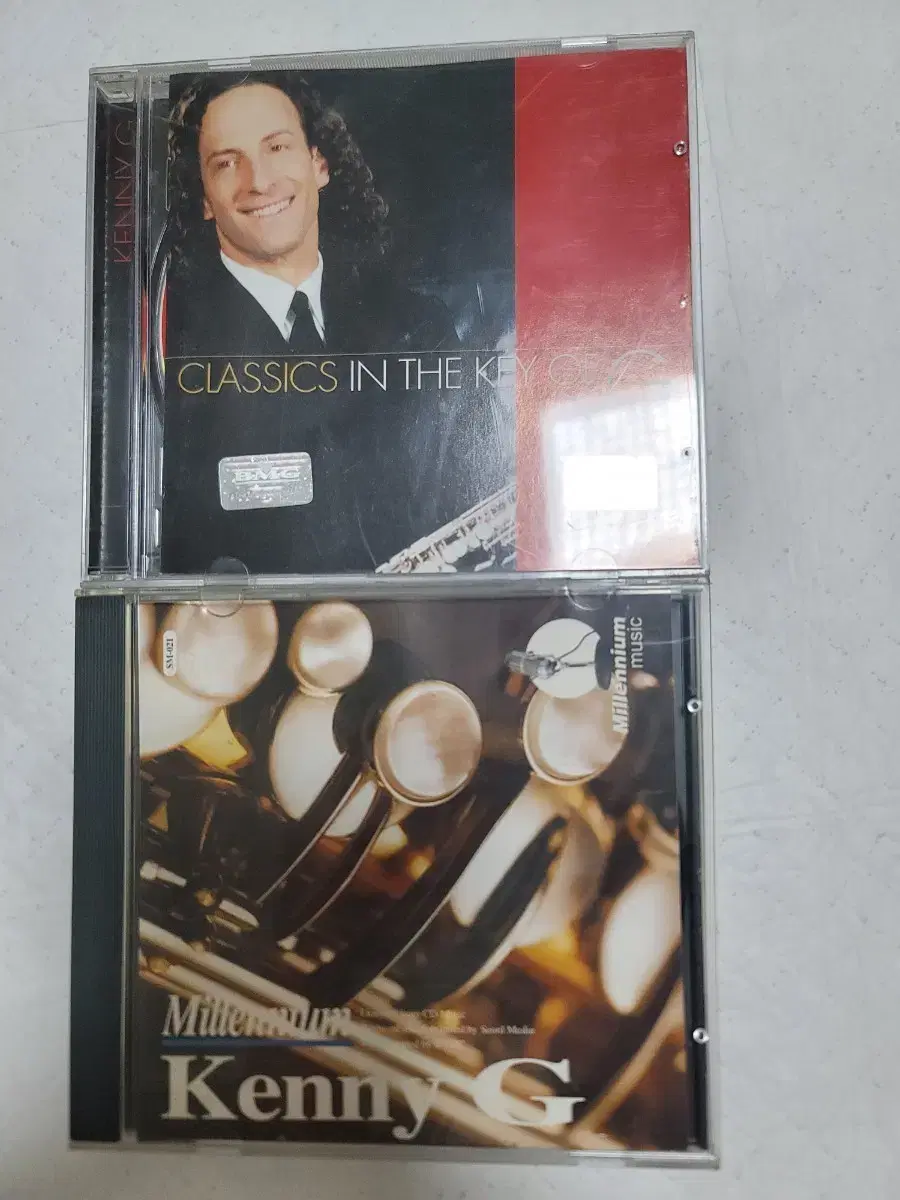 KENNY G
CLASSICS IN THE KEY OF G
BMG
SM-021
Millennium
music
Millennium
Kenny G